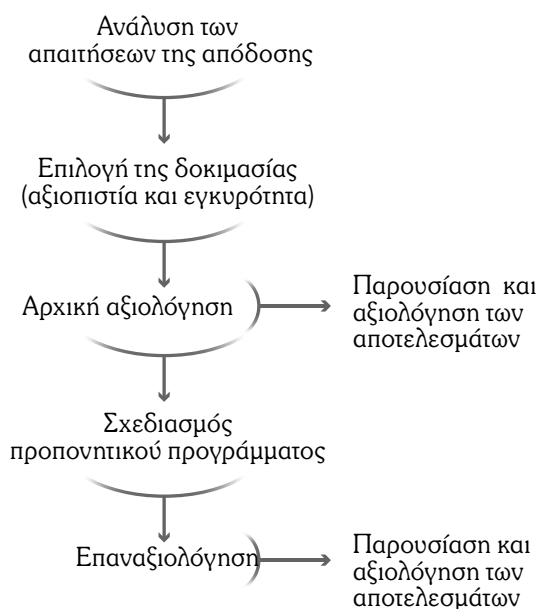 Ανάλυση των
απαιτήσεων της απόδοσης
Επιλογή της δοκιμασίας
(αξιοπιστία και εγκυρότητα)
Αρχική αξιολόγηση
Παρουσίαση και
αξιολόγηση των
αποτελεσμάτων
Σχεδιασμός
προπονητικού προγράμματος
Επαναξιολόγηση
Παρουσίαση και
αξιολόγηση των
αποτελεσμάτων